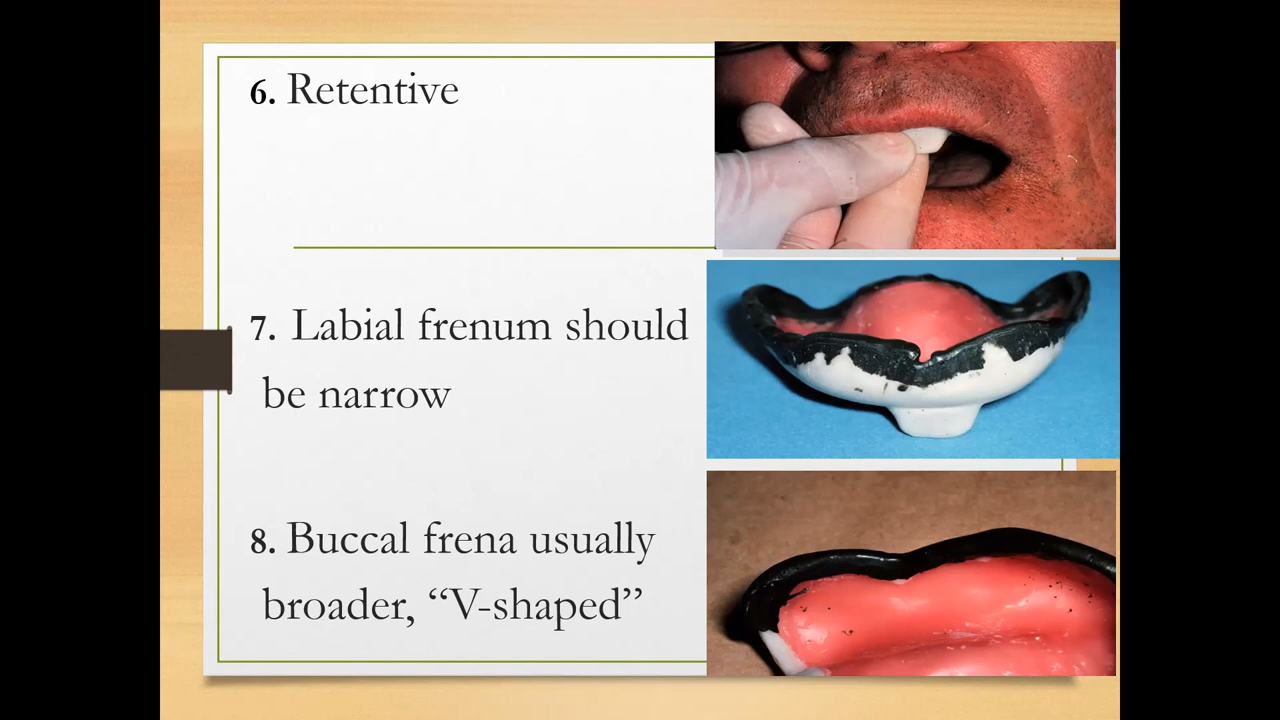 6. Retentive
7. Labial frenum should
be narrow
8. Buccal frena usually
broader, “V-shaped”